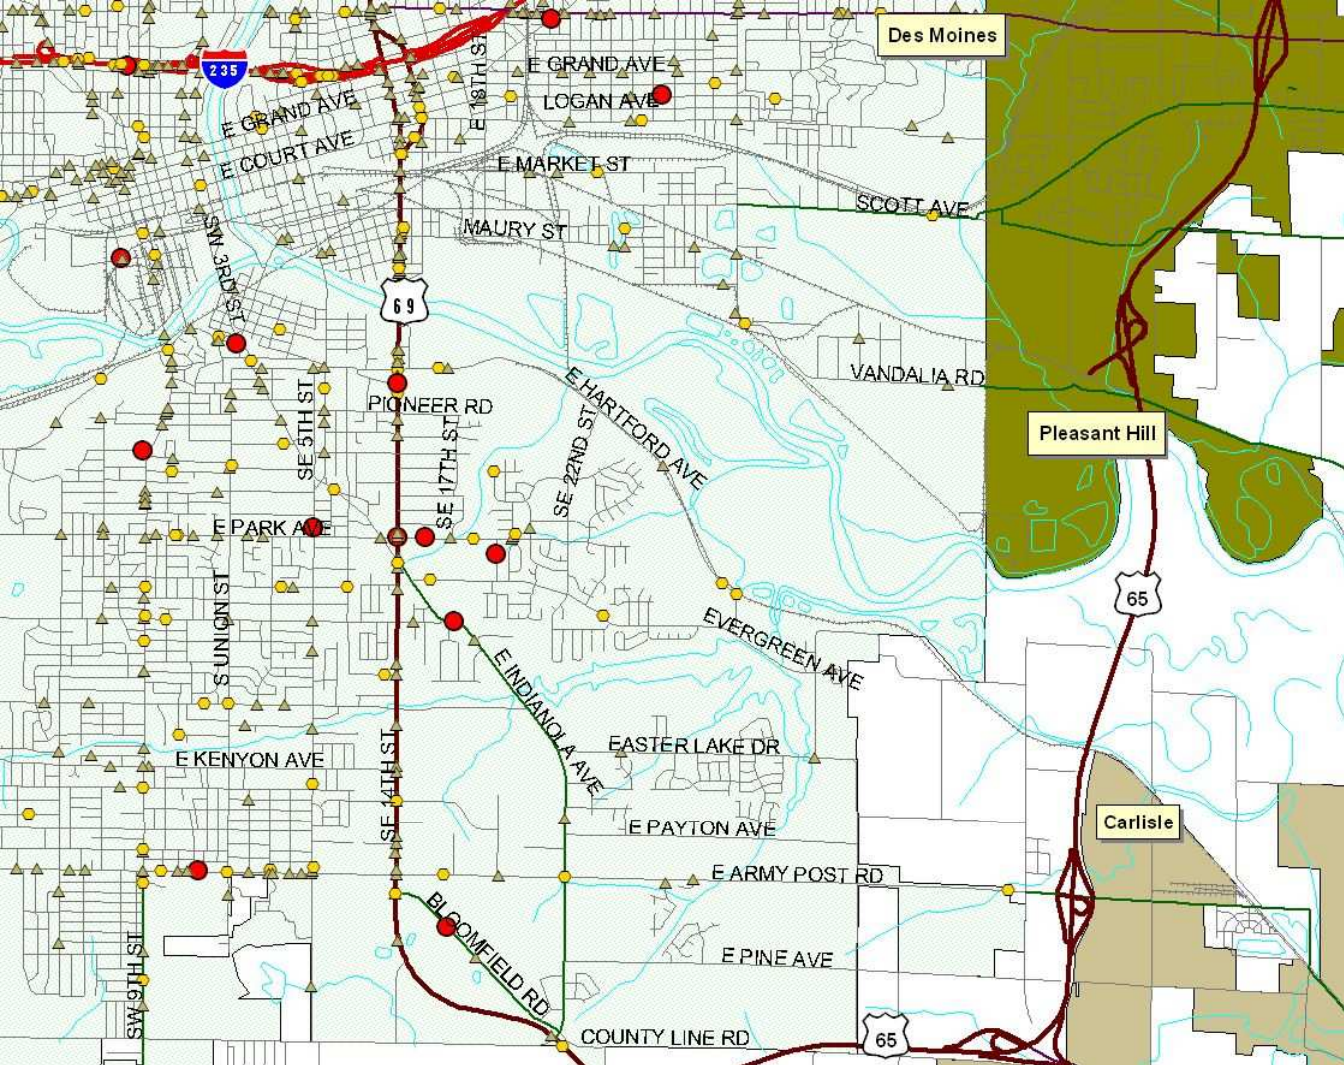 Des Moines
E 18TH ST
E GRAND AVE
235
LOGAN AVE
E GRAND AVE
E COURT AVE
E MARKET ST
SCOTT AVE
MAURY ST
SW 3RD ST
69
VANDALIA RD
E HARTFORD AVE
PIONEER RD
SE 5TH ST
SE 17TH ST
SE 22ND ST
Pleasant Hill
E PARK AVE
65
S UNION ST
EVERGREEN AVE
E INDIANOLA AVE
EASTER LAKE DR
E KENYON AVE
SE 14TH ST
E PAYTON AVE
Carlisle
E ARMY POST RD
BLOOMFIELD RD
SW 9TH ST
E PINE AVE
COUNTY LINE RD
65